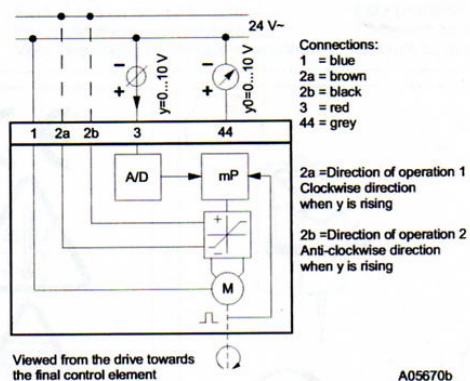 24 V~
Connections:
1 = blue
2a = brown
2b = black
3 = red
44 = grey
− + y=0...10 V
− + y0=0...10 V
1 2a 2b 3 44
A/D
mP
+
−
M
2a =Direction of operation 1
Clockwise direction
when y is rising
2b =Direction of operation 2
Anti-clockwise direction
when y is rising
Viewed from the drive towards
the final control element
A05670b